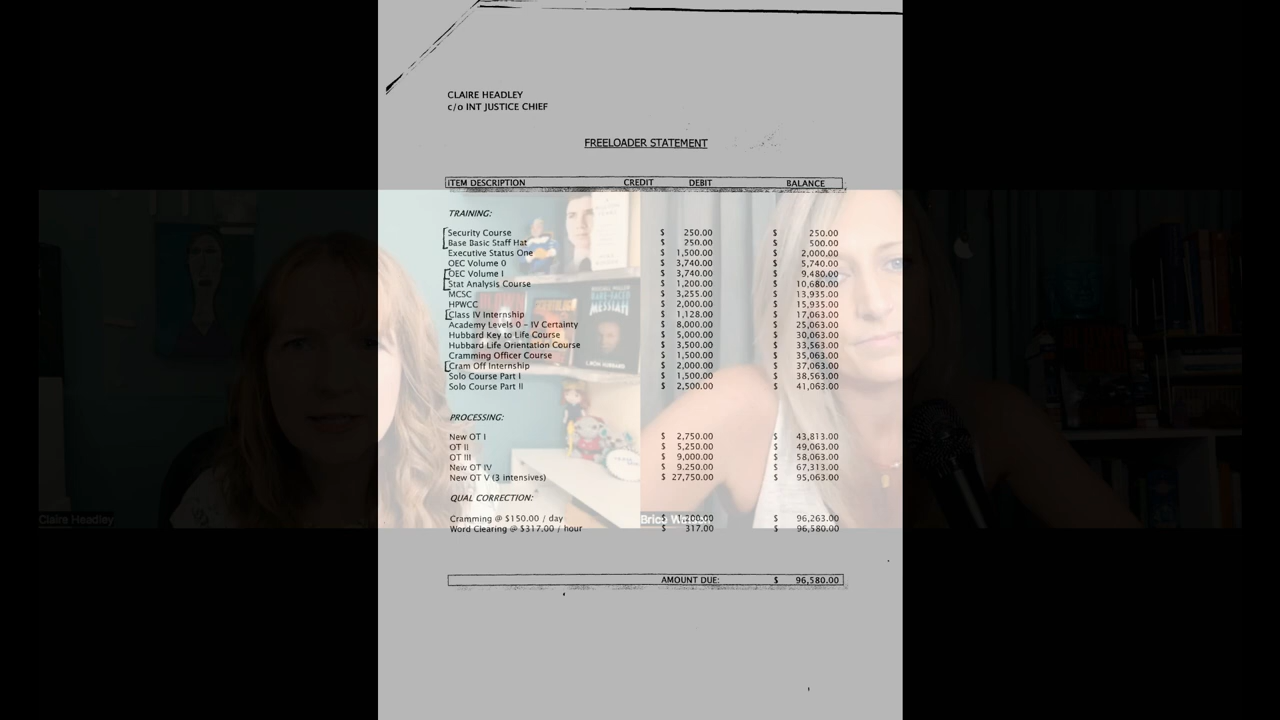 CLAIRE HEADLEY
c/o INT JUSTICE CHIEF
FREELOADER STATEMENT
ITEM DESCRIPTION CREDIT DEBIT BALANCE
TRAINING:
Security Course $ 250.00 $ 250.00
Base Basic Staff Hat $ 250.00 $ 500.00
Executive Status One $ 1,500.00 $ 2,000.00
OEC Volume 0 $ 3,740.00 $ 5,740.00
OEC Volume I $ 3,740.00 $ 9,480.00
Stat Analysis Course $ 1,200.00 $ 10,680.00
MCSC $ 3,255.00 $ 13,935.00
HPWCC $ 2,000.00 $ 15,935.00
Class IV Internship $ 1,128.00 $ 17,063.00
Academy Levels 0 - IV Certainty $ 8,000.00 $ 25,063.00
Hubbard Key to Life Course $ 5,000.00 $ 30,063.00
Hubbard Life Orientation Course $ 3,500.00 $ 33,563.00
Cramming Officer Course $ 1,500.00 $ 35,063.00
Cram Off Internship $ 2,000.00 $ 37,063.00
Solo Course Part I $ 1,500.00 $ 38,563.00
Solo Course Part II $ 2,500.00 $ 41,063.00
PROCESSING:
New OT I $ 2,750.00 $ 43,813.00
OT II $ 5,250.00 $ 49,063.00
OT III $ 9,000.00 $ 58,063.00
New OT IV $ 9,250.00 $ 67,313.00
New OT V (3 intensives) $ 27,750.00 $ 95,063.00
QUAL CORRECTION:
Cramming @ $150.00 / day $ 1,200.00 $ 96,263.00
Word Clearing @ $317.00 / hour $ 317.00 $ 96,580.00
AMOUNT DUE: $ 96,580.00
Claire Headley
MESSIAH